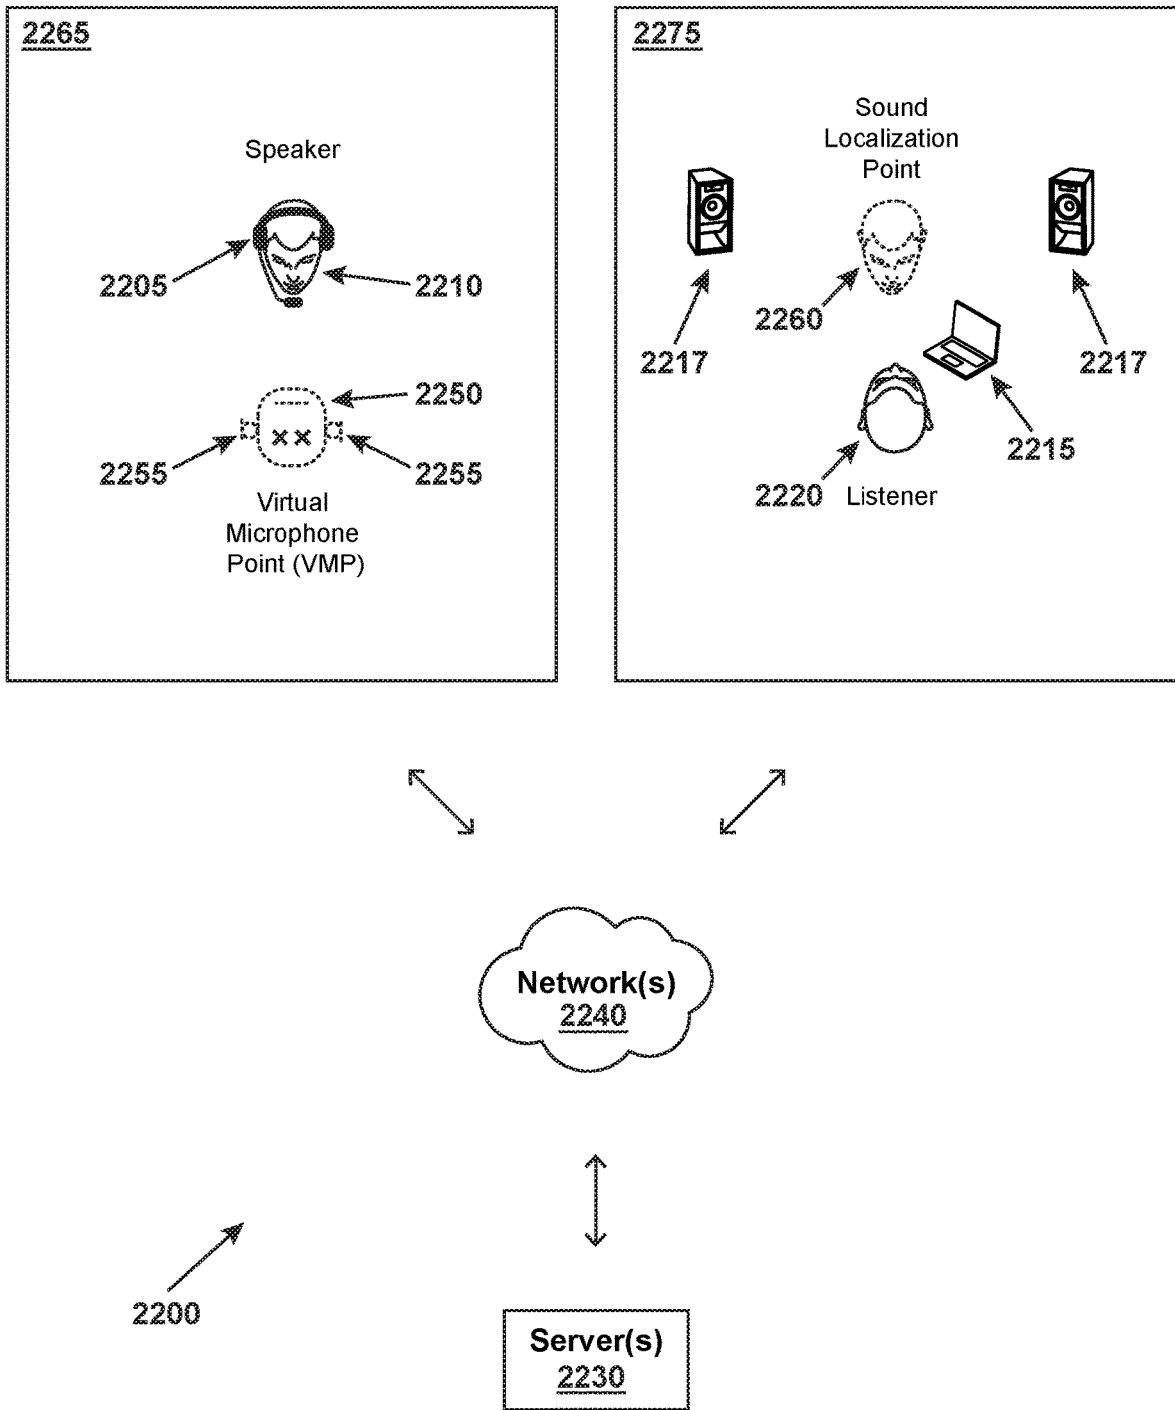 2265
Speaker
2205
2210
2250
2255
2255
Virtual
Microphone
Point (VMP)
2275
Sound
Localization
Point
2217
2260
2217
2215
2220
Listener
Network(s)
2240
2200
Server(s)
2230